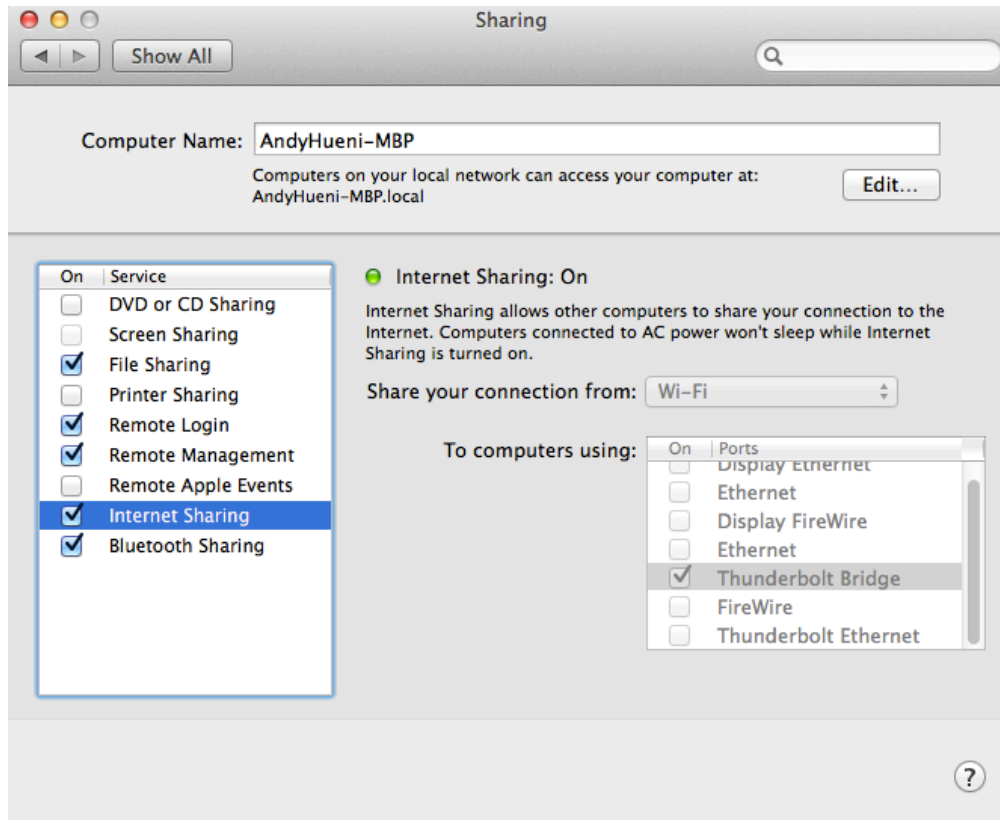 Sharing
Show All
Computer Name: AndyHueni-MBP
Computers on your local network can access your computer at:
AndyHueni-MBP.local
Edit...
On Service
DVD or CD Sharing
Screen Sharing
File Sharing
Printer Sharing
Remote Login
Remote Management
Remote Apple Events
Internet Sharing
Bluetooth Sharing
Internet Sharing: On
Internet Sharing allows other computers to share your connection to the
Internet. Computers connected to AC power won't sleep while Internet
Sharing is turned on.
Share your connection from: Wi-Fi
To computers using:
On Ports
Display Ethernet
Ethernet
Display FireWire
Ethernet
Thunderbolt Bridge
FireWire
Thunderbolt Ethernet
?